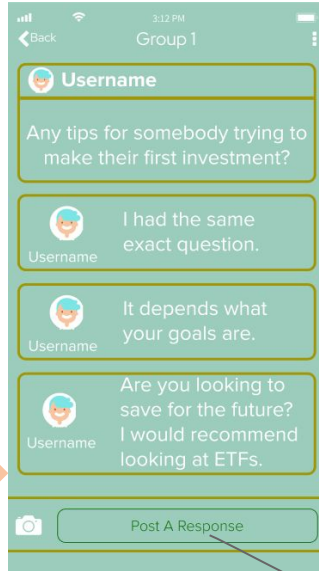 3:12 PM
Back
Group 1
Username
Any tips for somebody trying to
make their first investment?
I had the same
exact question.
Username
It depends what
your goals are.
Username
Are you looking to
save for the future?
I would recommend
looking at ETFs.
Username
Post A Response